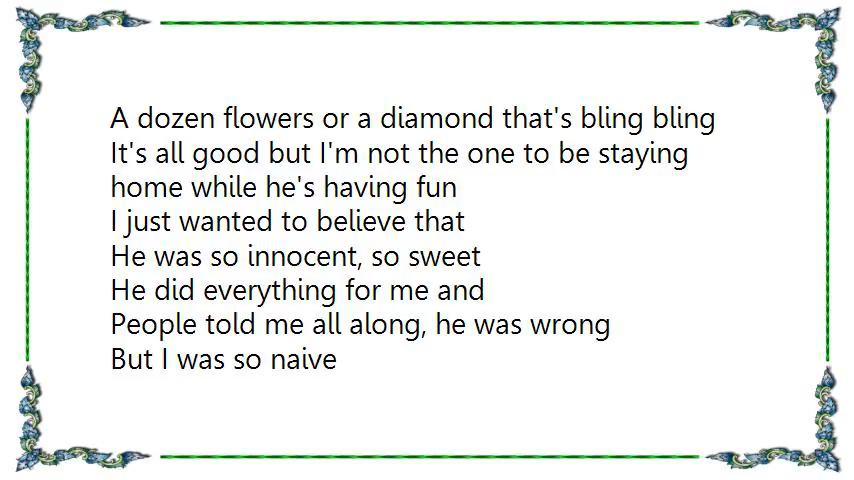 A dozen flowers or a diamond that's bling bling
It's all good but I'm not the one to be staying
home while he's having fun
I just wanted to believe that
He was so innocent, so sweet
He did everything for me and
People told me all along, he was wrong
But I was so naive